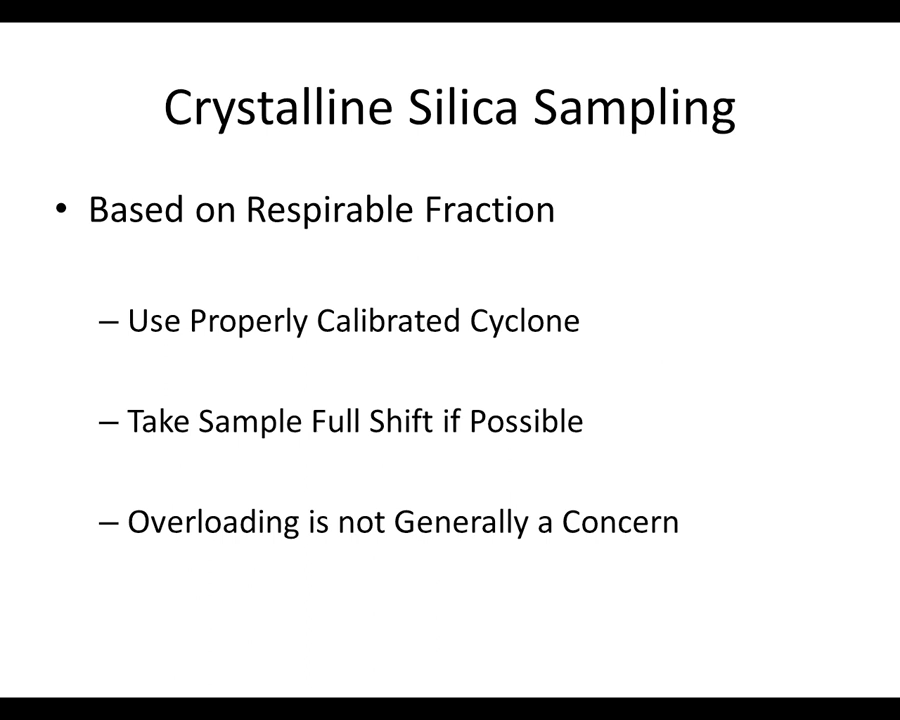 Crystalline Silica Sampling
• Based on Respirable Fraction
– Use Properly Calibrated Cyclone
– Take Sample Full Shift if Possible
– Overloading is not Generally a Concern